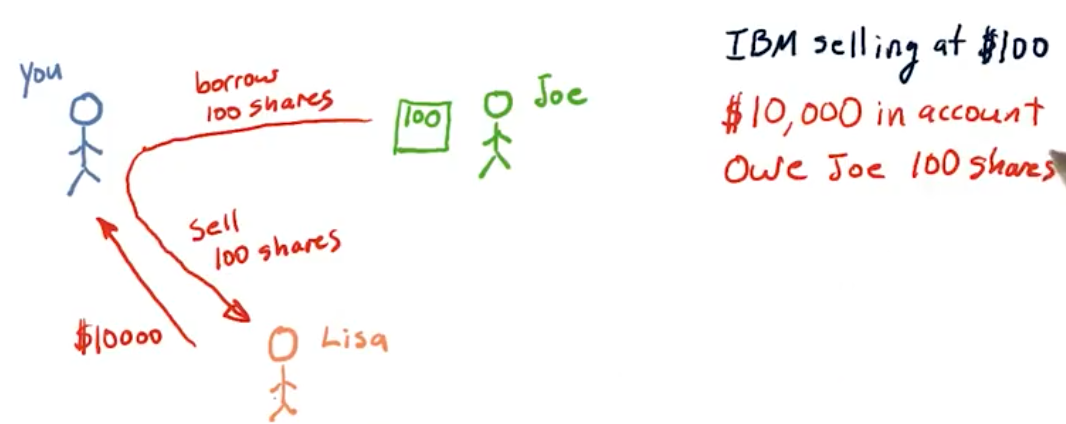 You
borrows
100 shares
100
Joe
Sell
100 shares
$10000
Lisa
IBM selling at $100
$10,000 in account
Owe Joe 100 shares